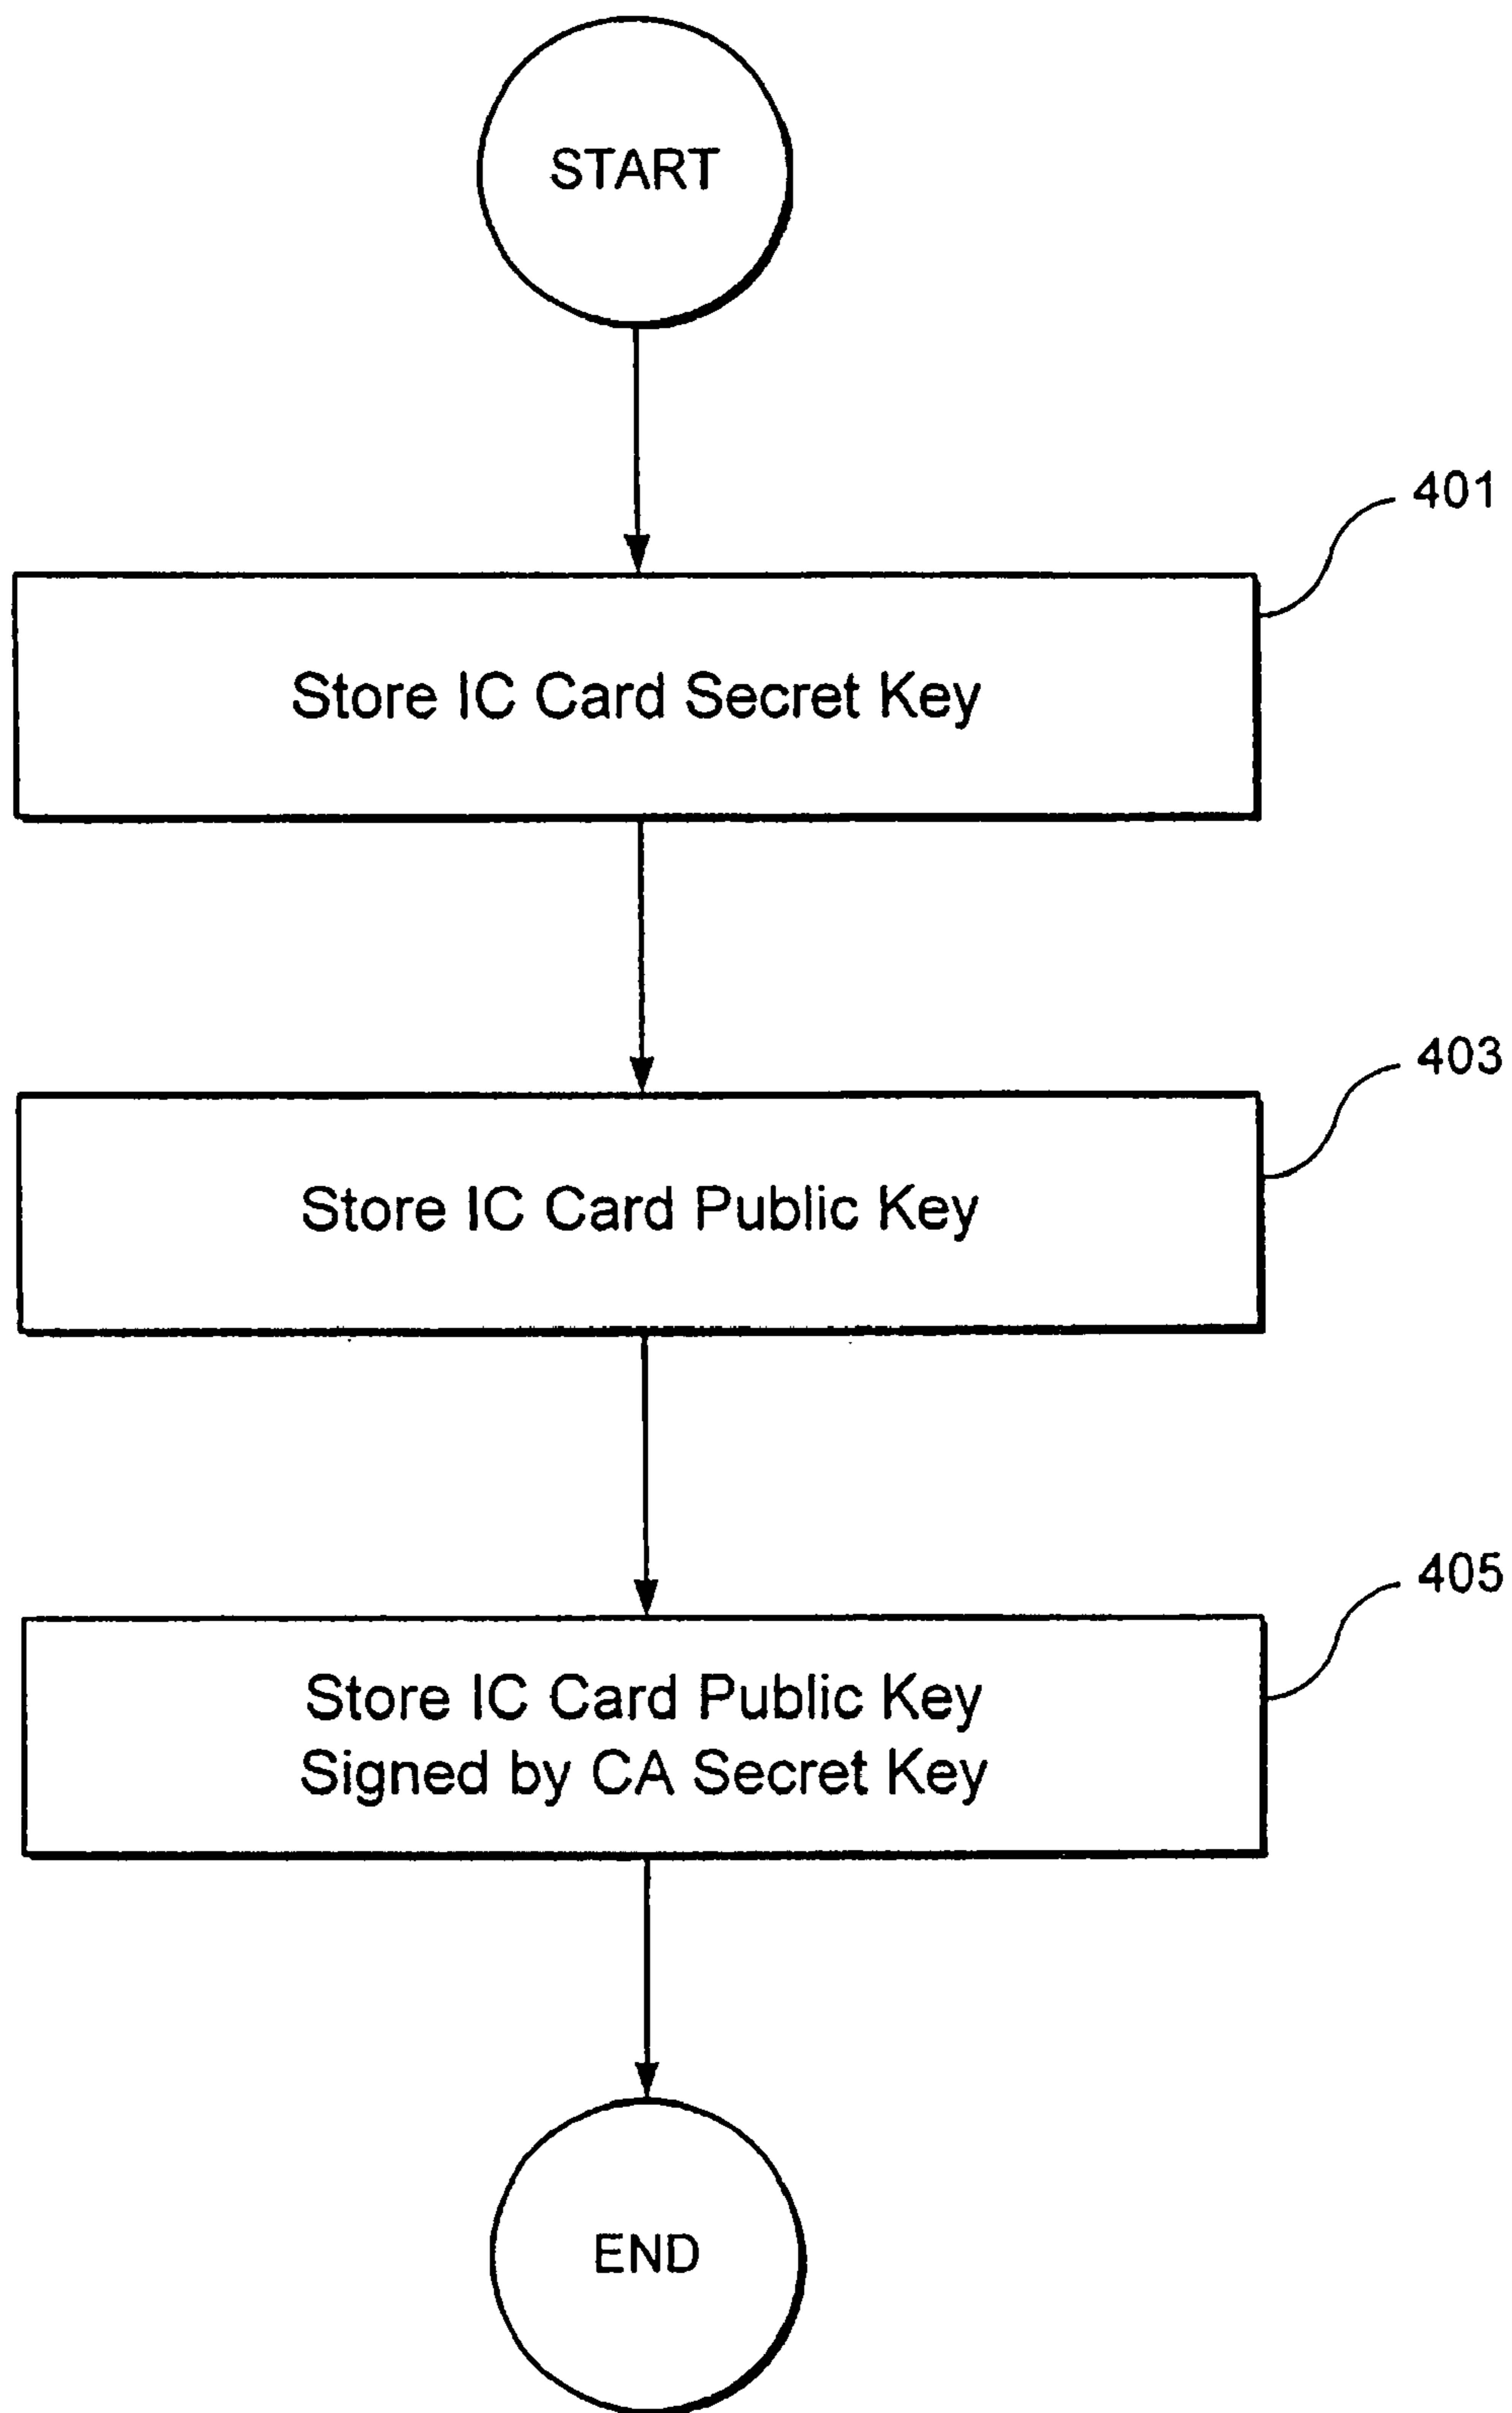 START
401
Store IC Card Secret Key
403
Store IC Card Public Key
405
Store IC Card Public Key
Signed by CA Secret Key
END